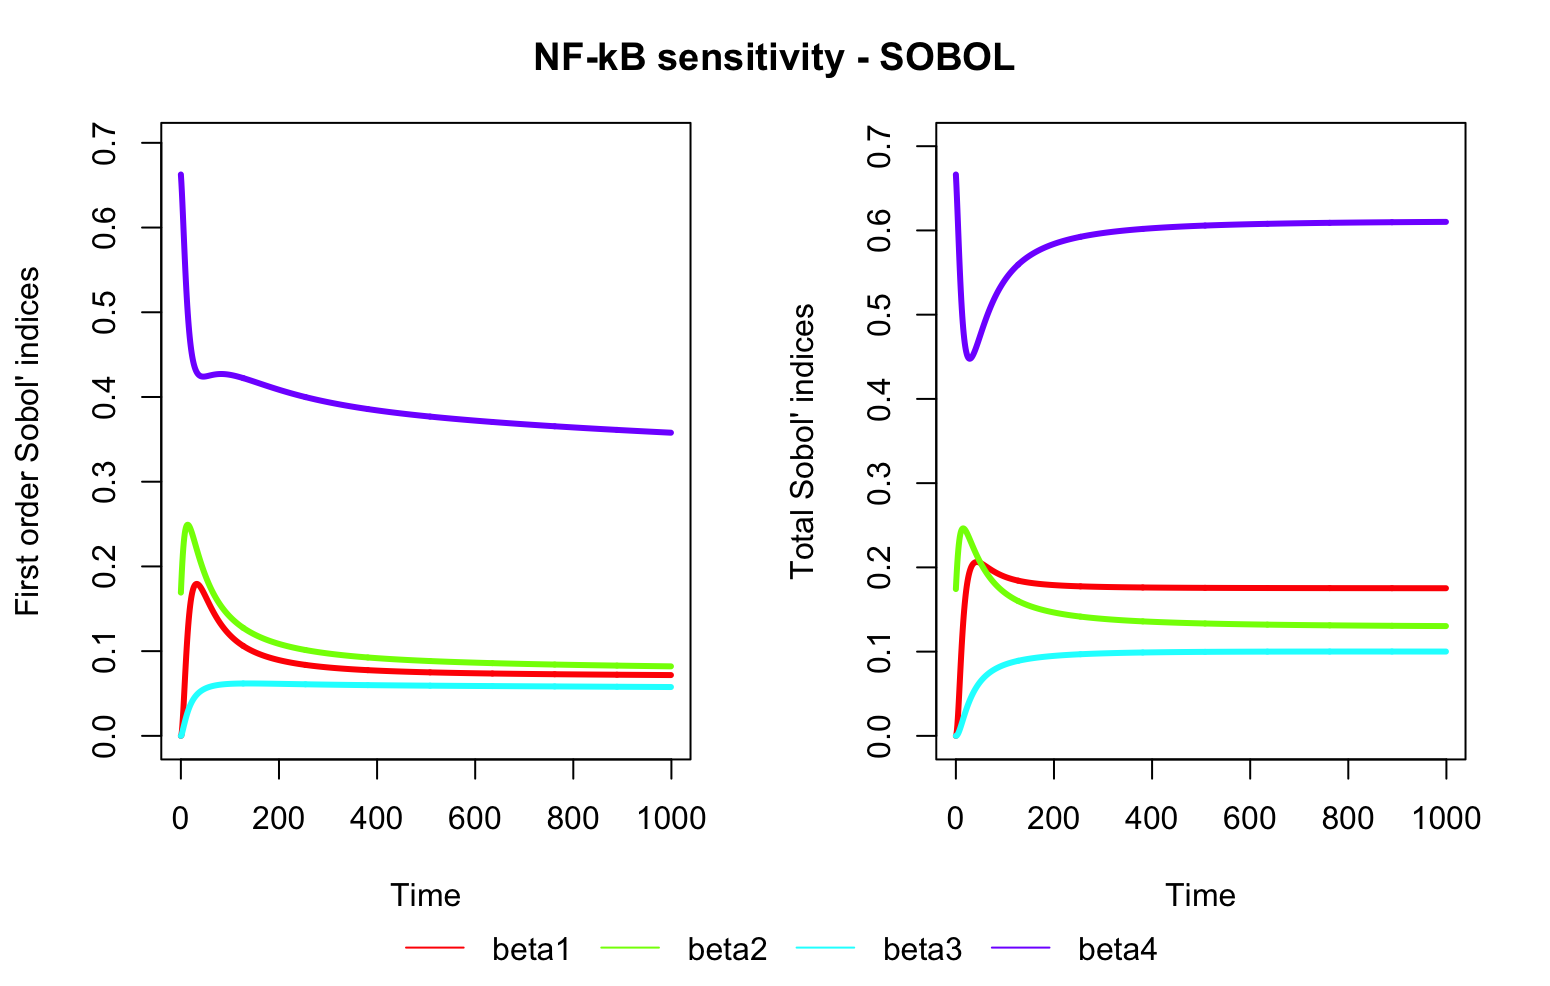 NF-kB sensitivity - SOBOL
First order Sobol' indices
0.7
0.6
0.5
0.4
0.3
0.2
0.1
0.0
0 200 400 600 800 1000
Time
Total Sobol' indices
0.7
0.6
0.5
0.4
0.3
0.2
0.1
0.0
0 200 400 600 800 1000
Time
beta1 beta2 beta3 beta4